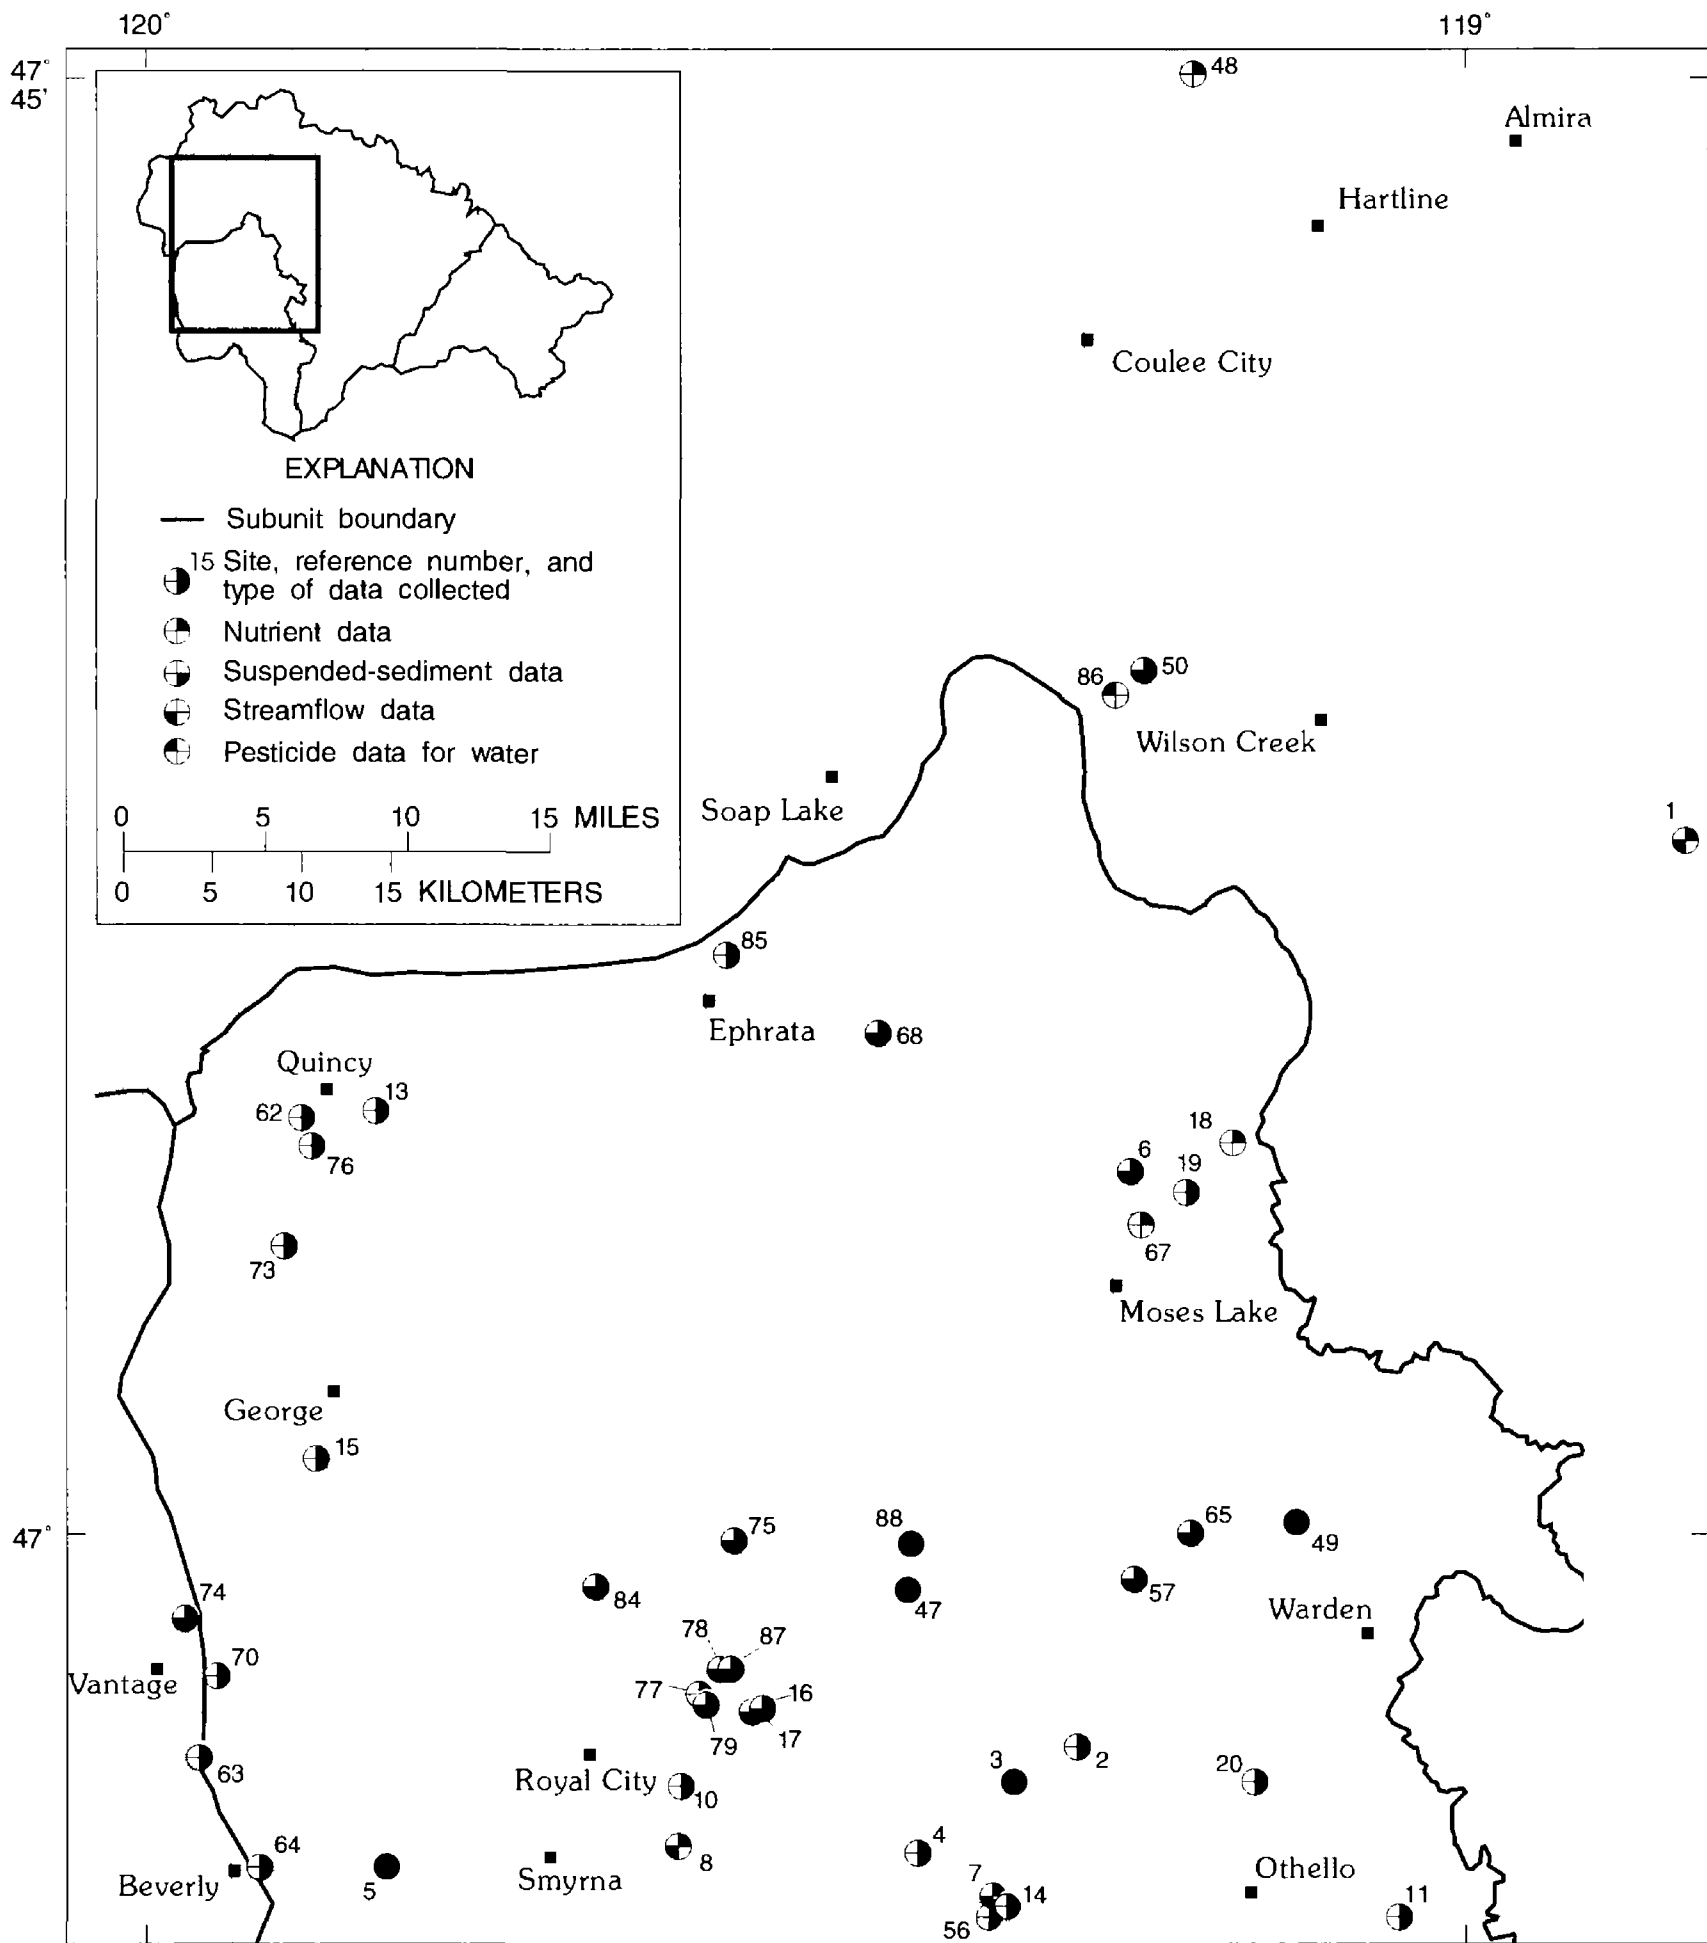 120° 119°
47°
45'
48
Almira
Hartline
Coulee City
EXPLANATION
Subunit boundary
15 Site, reference number, and
type of data collected
Nutrient data
Suspended-sediment data
Streamflow data
Pesticide data for water
0 5 10 15 MILES
0 5 10 15 KILOMETERS
86 50
Wilson Creek
Soap Lake
1
85
Ephrata
68
Quincy
62 13
76
73
18
6
19
67
Moses Lake
George
15
47°
75
88
65
49
74
84
47
57
Warden
78 87
70
Vantage
77
16
79 17
63
3
2
20
Royal City
10
64
4
8
Beverly
5
Smyrna
Othello
7
14
11
56